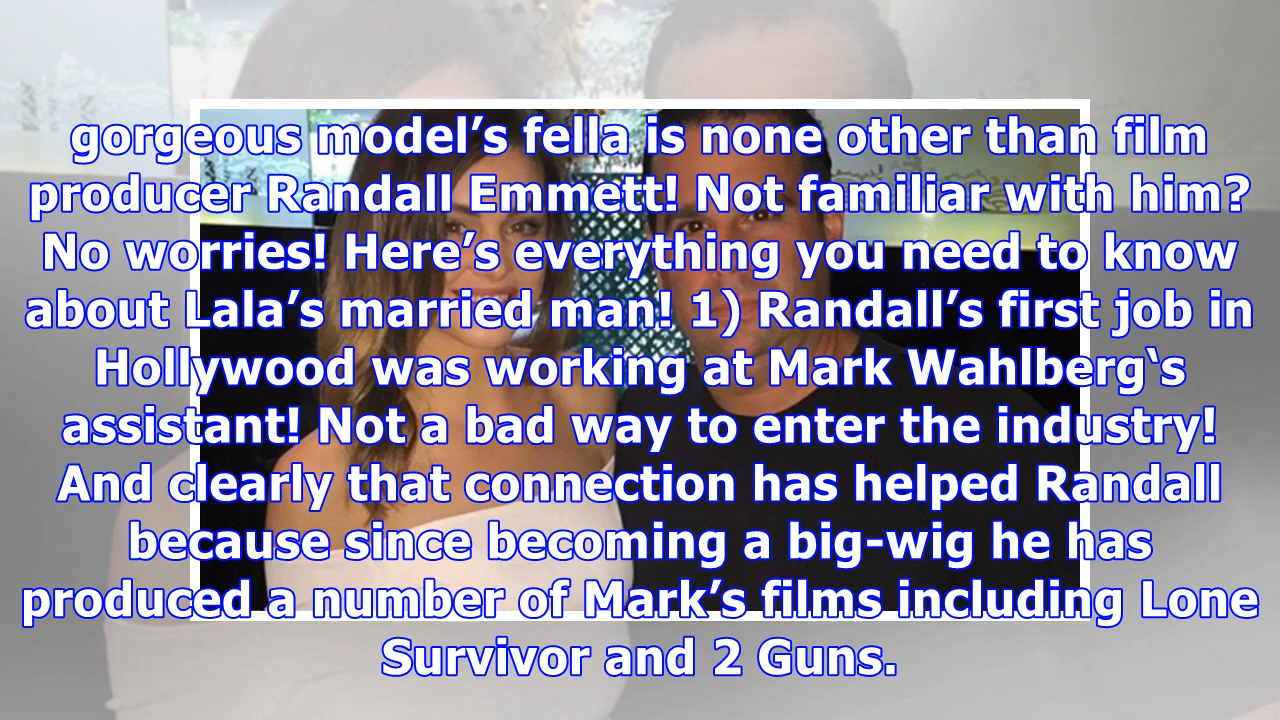 gorgeous model’s fella is none other than film
producer Randall Emmett! Not familiar with him?
No worries! Here’s everything you need to know
about Lala’s married man! 1) Randall’s first job in
Hollywood was working at Mark Wahlberg‘s
assistant! Not a bad way to enter the industry!
And clearly that connection has helped Randall
because since becoming a big-wig he has
produced a number of Mark’s films including Lone
Survivor and 2 Guns.